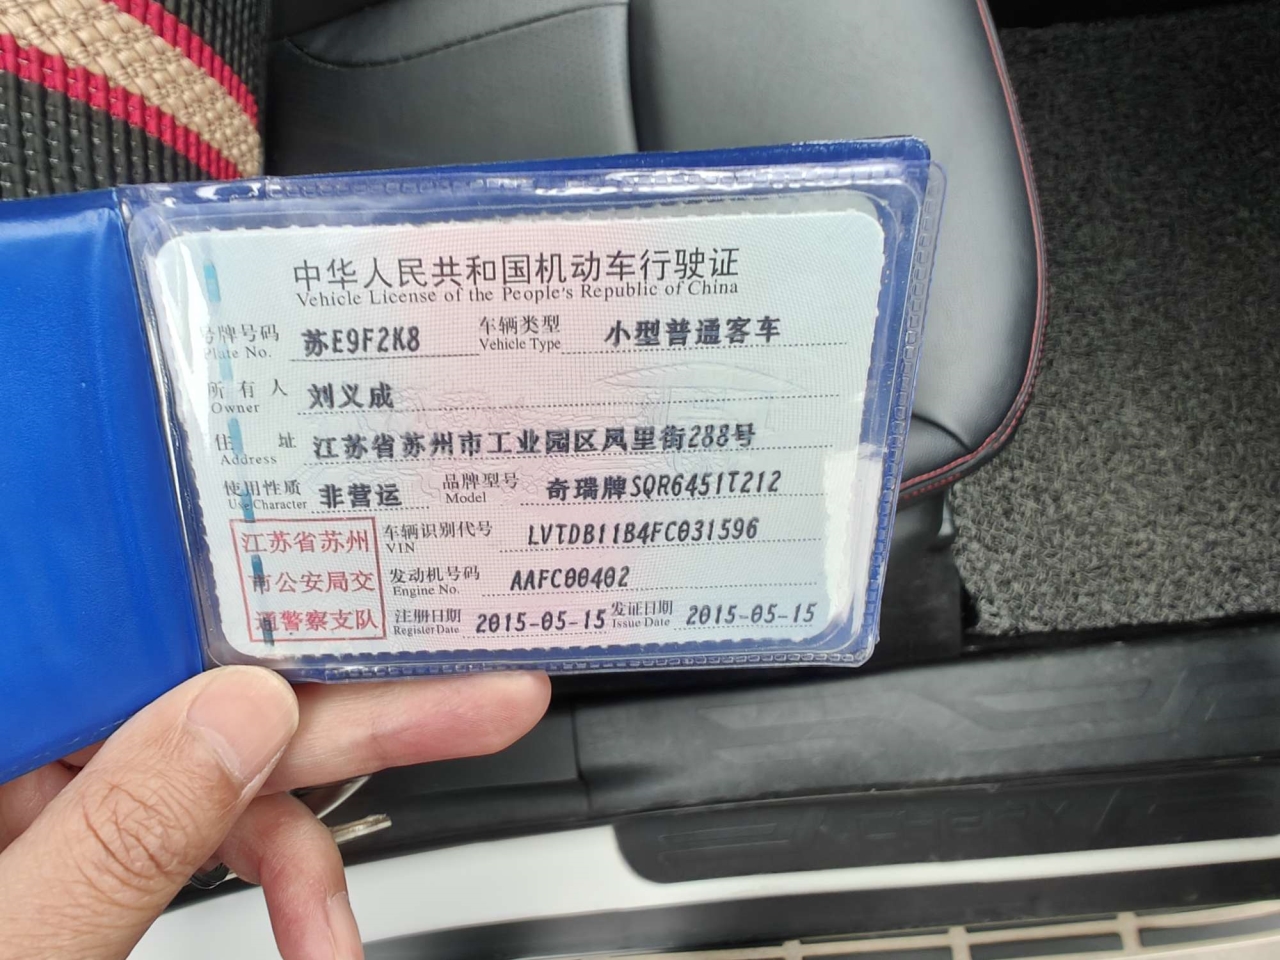 中华人民共和国机动车行驶证
Vehicle License of the People's Republic of China
号牌号码 苏E9F2K8 车辆类型 小型普通客车
Plate No. Vehicle Type
所有人 刘义成
Owner
住址 江苏省苏州市工业园区凤里街288号
Address
使用性质 非营运 品牌型号 奇瑞牌SQR6451T212
Use Character Model
江苏省苏州
市公安局交
通警察支队
车辆识别代号 LVTDB11B4FC031596
VIN
发动机号码 AAFC00402
Engine No.
注册日期 2015-05-15 发证日期 2015-05-15
Register Date Issue Date
CHERY